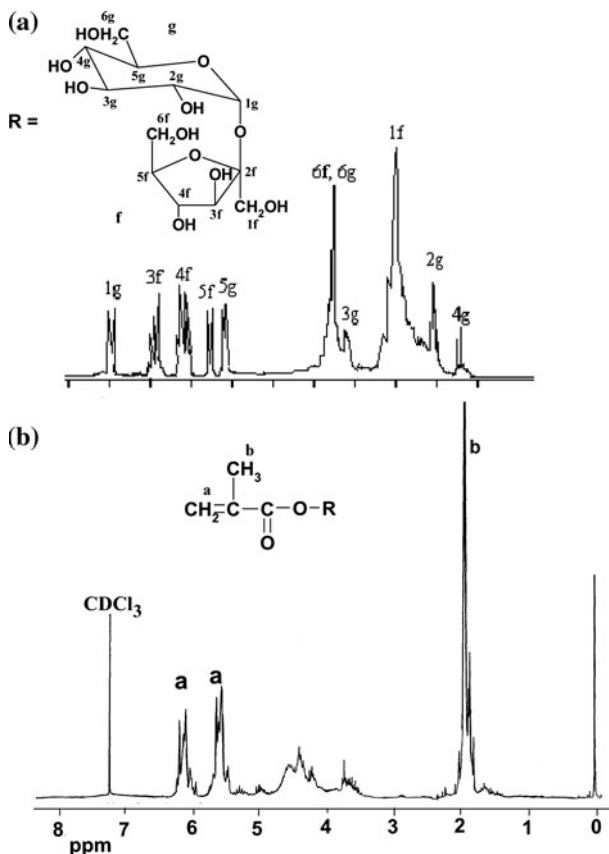 (a)
6g
HOH₂C
g
4g
HO
O
5g
2g
HO
3g
OH
1g
R =
6f
O
CH₂OH
O
5f
OH
2f
4f
3f
CH₂OH
f
OH
1f
1g
3f
4f
5f
5g
6f, 6g
3g
1f
2g
4g
(b)
b
CH₃
a
CH₂=C–C–O–R
O
b
CDCl₃
a
a
8 7 6 5 4 3 2 1 0
ppm